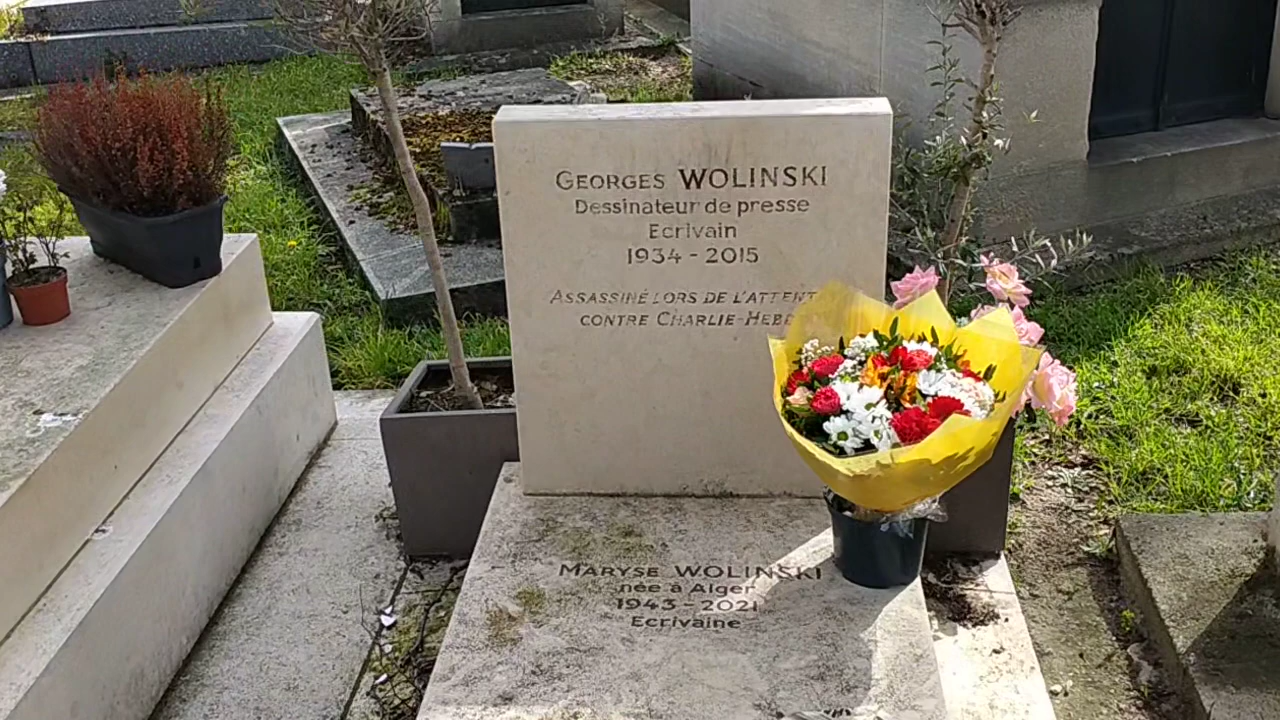 Georges WOLINSKI
Dessinateur de presse
Ecrivain
1934 - 2015
Assassiné lors de l'attent
contre Charlie-Hebd
Maryse WOLINSKI
née à Alger
1943 - 2021
Ecrivaine